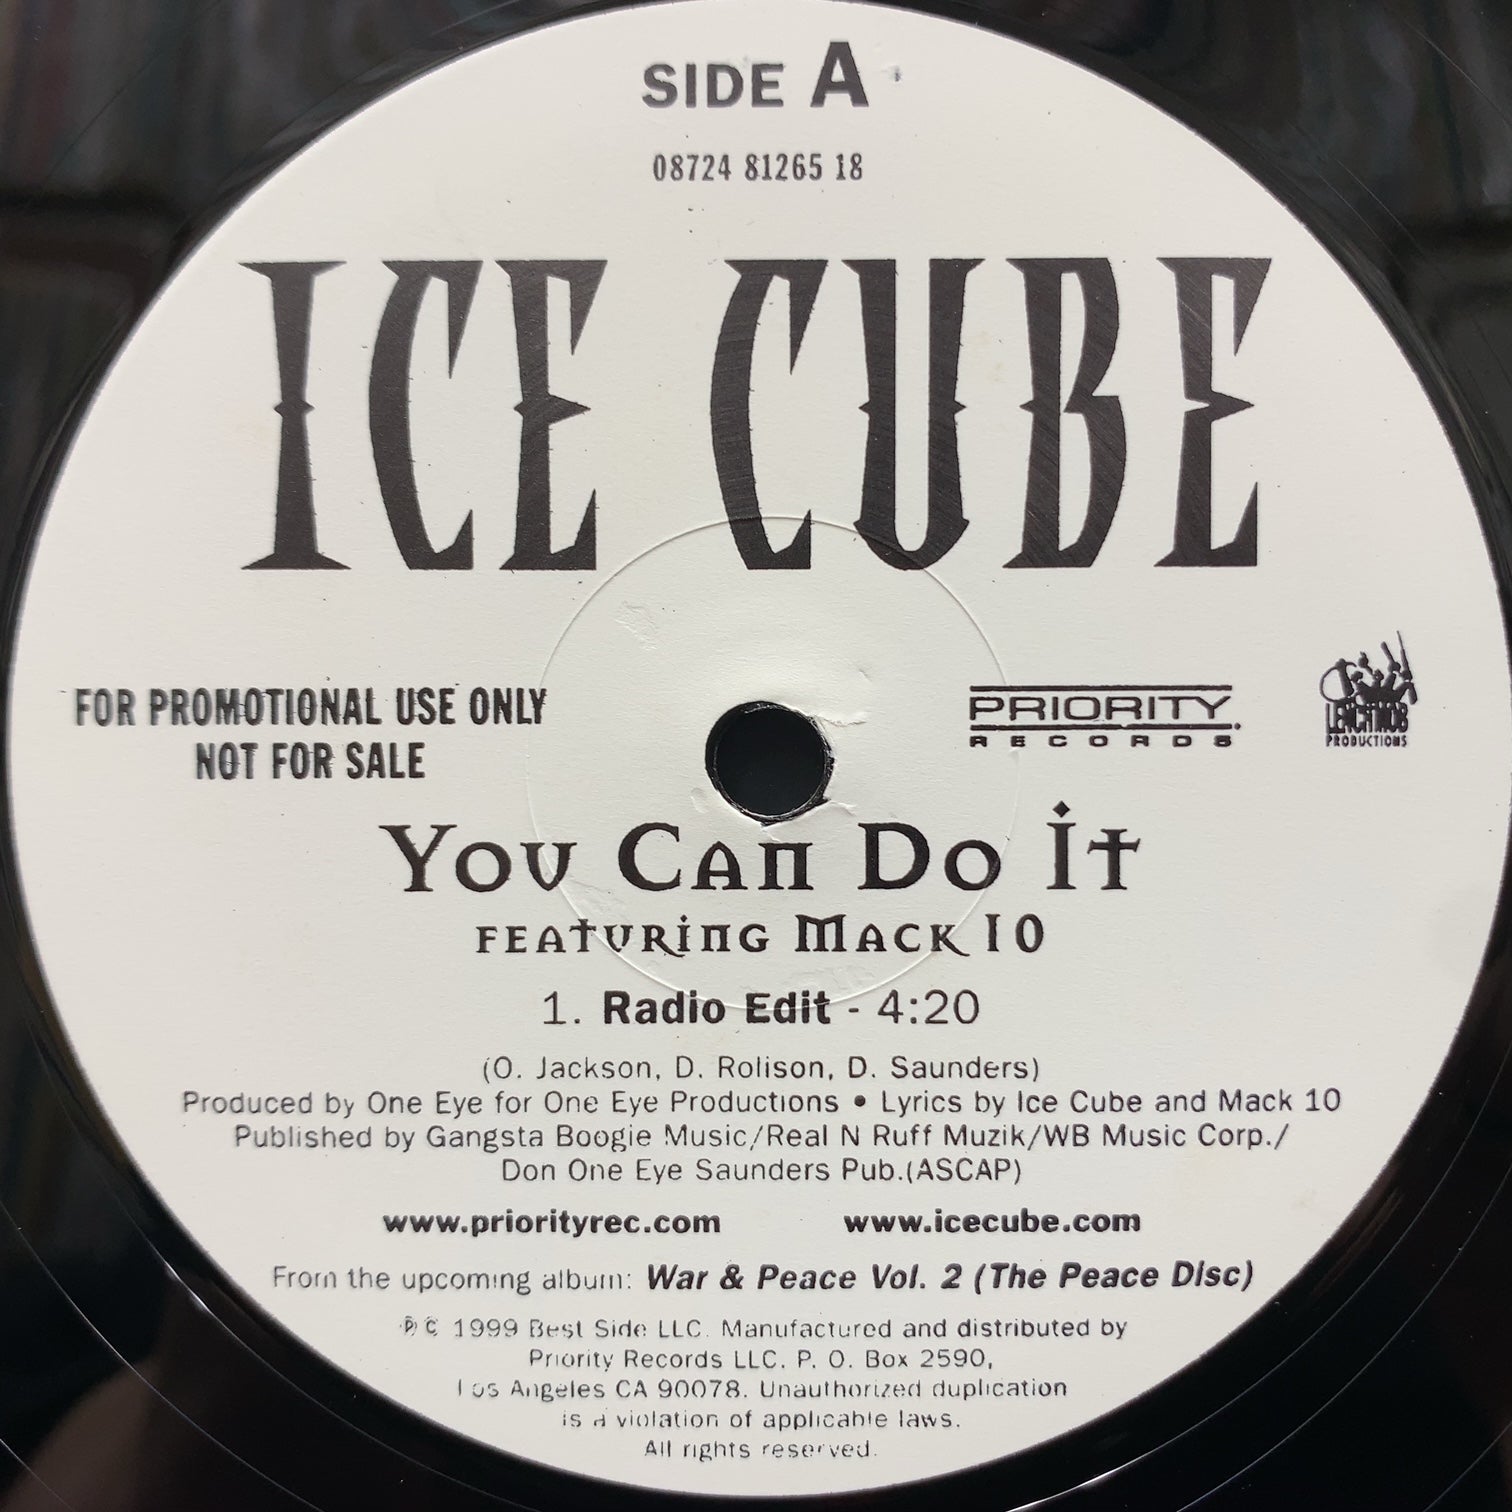 SIDE A
08724 81265 18
ICE CUBE
FOR PROMOTIONAL USE ONLY
NOT FOR SALE
PRIORITY
RECORDS
LENCH MOB
PRODUCTIONS
You Can Do It
featuring Mack 10
1. Radio Edit - 4:20
(O. Jackson, D. Rolison, D. Saunders)
Produced by One Eye for One Eye Productions • Lyrics by Ice Cube and Mack 10
Published by Gangsta Boogie Music/Real N Ruff Muzik/WB Music Corp./
Don One Eye Saunders Pub.(ASCAP)
www.priorityrec.com www.icecube.com
From the upcoming album: War & Peace Vol. 2 (The Peace Disc)
℗ © 1999 Best Side LLC. Manufactured and distributed by
Priority Records LLC. P. O. Box 2590,
Los Angeles CA 90078. Unauthorized duplication
is a violation of applicable laws.
All rights reserved.